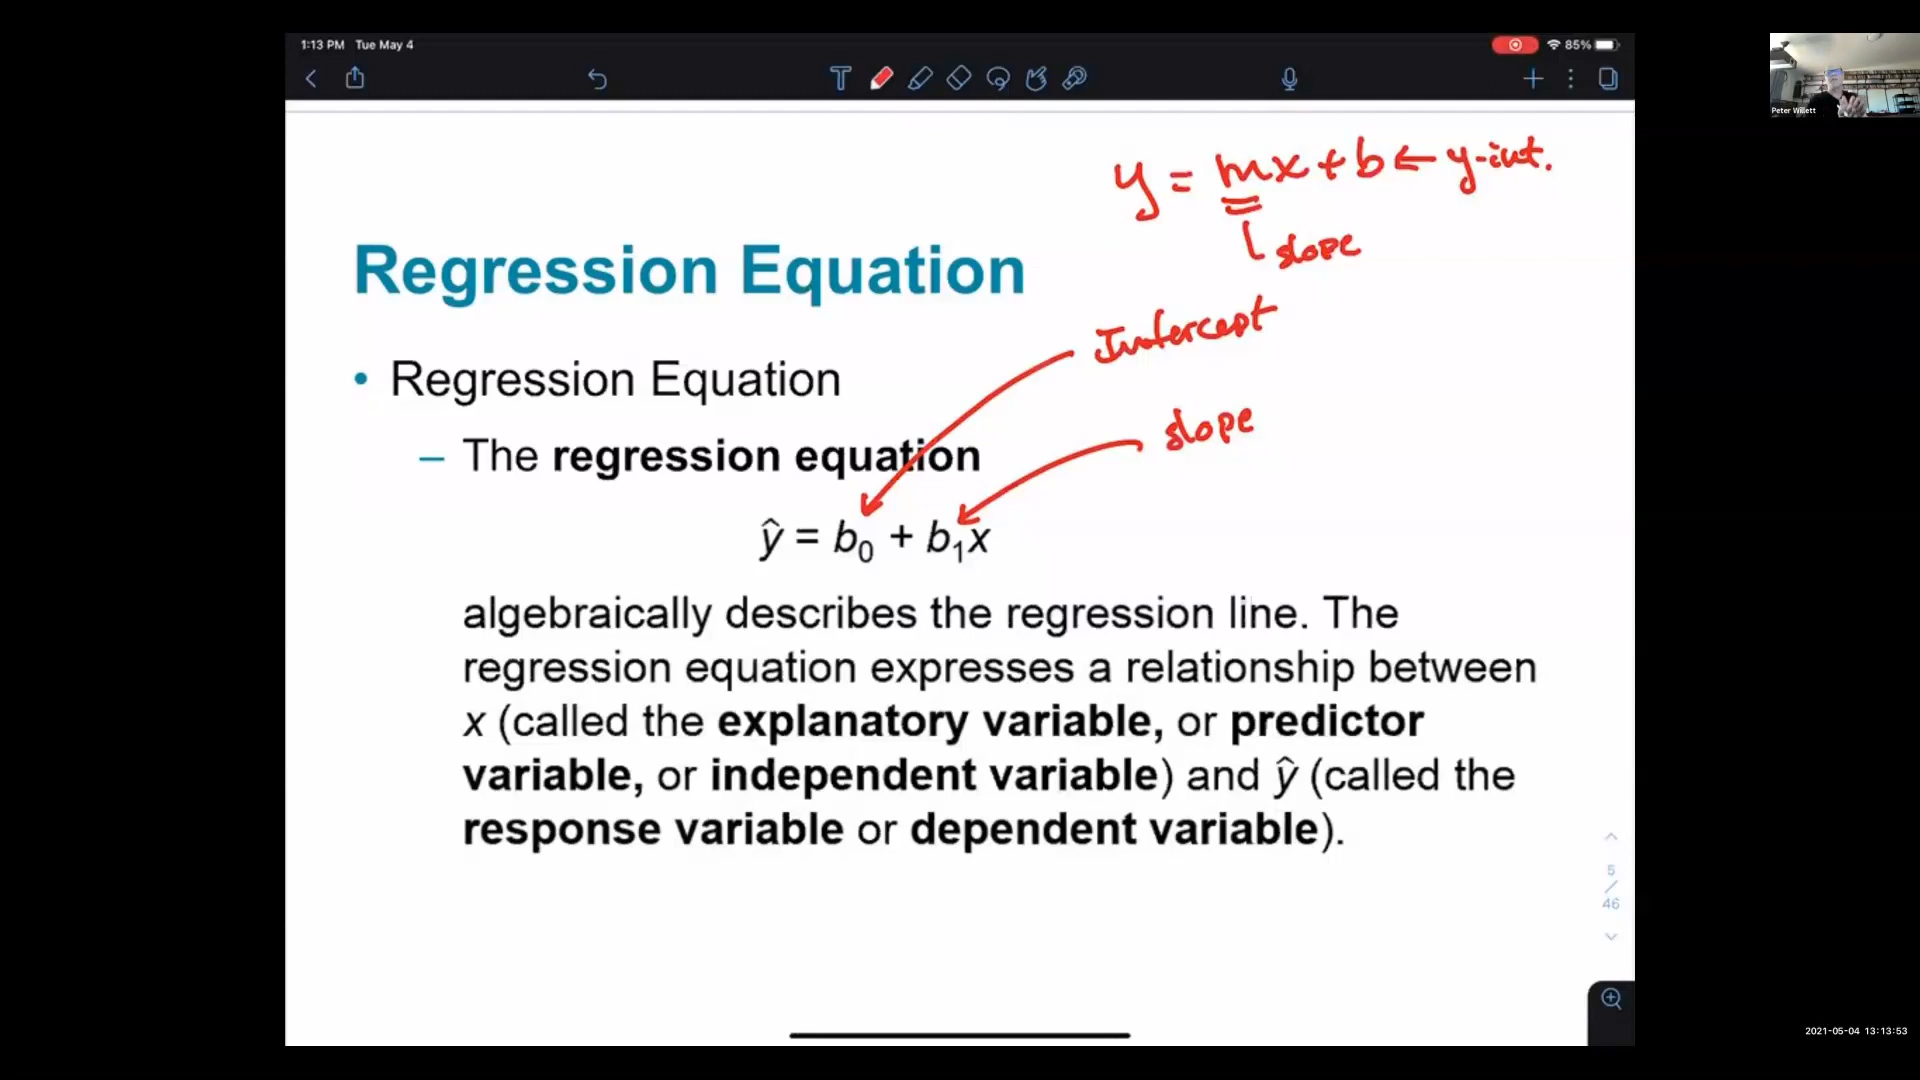 1:13 PM Tue May 4
85%
Peter Willett
y = mx + b ← y-int.
slope
Regression Equation
Intercept
• Regression Equation
slope
– The regression equation
ŷ = b₀ + b₁x
algebraically describes the regression line. The
regression equation expresses a relationship between
x (called the explanatory variable, or predictor
variable, or independent variable) and ŷ (called the
response variable or dependent variable).
5
/
46
2021-05-04 13:13:53